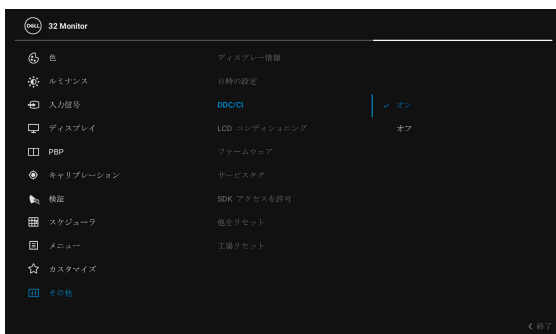 DELL 32 Monitor
色
ディスプレー情報
ルミナンス
日時の設定
入力信号
DDC/CI
オン
ディスプレイ
LCD コンディショニング
オフ
PBP
ファームウェア
キャリブレーション
サービスタグ
検証
SDK アクセスを許可
スケジューラ
他をリセット
メニュー
工場リセット
カスタマイズ
その他
終了